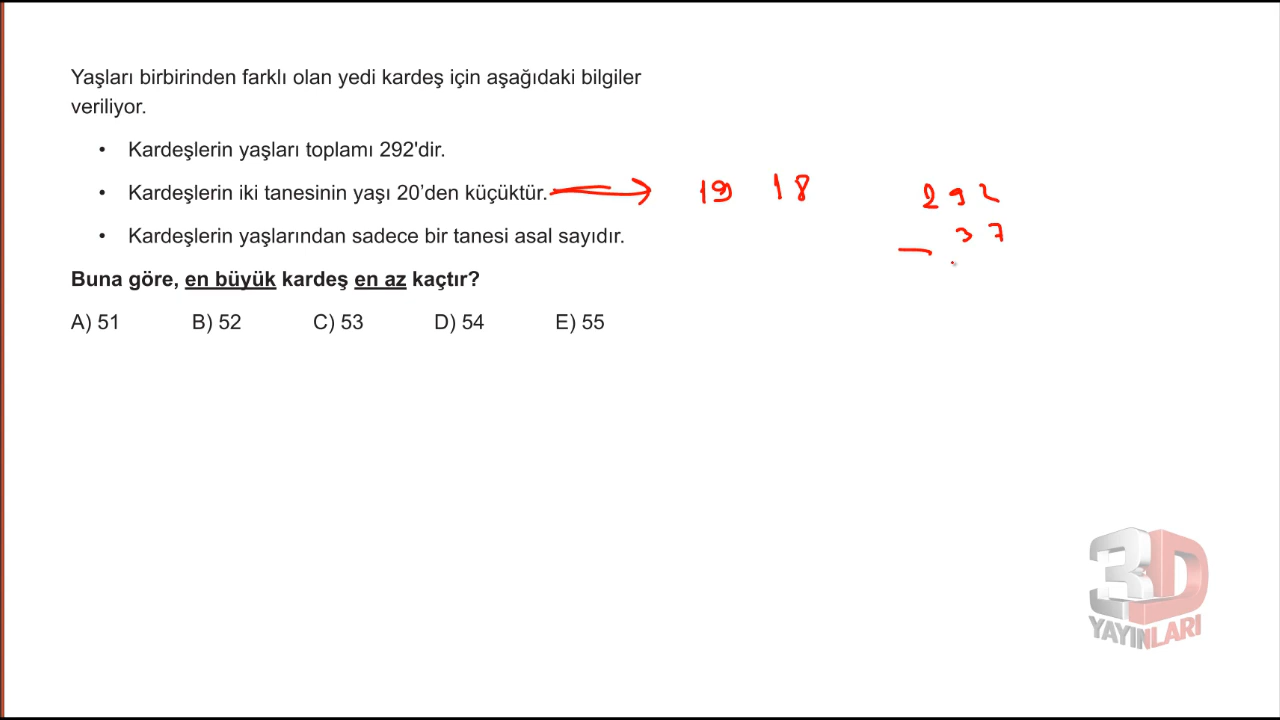 Yaşları birbirinden farklı olan yedi kardeş için aşağıdaki bilgiler
veriliyor.
• Kardeşlerin yaşları toplamı 292'dir.
• Kardeşlerin iki tanesinin yaşı 20'den küçüktür. 19 18 292
• Kardeşlerin yaşlarından sadece bir tanesi asal sayıdır. 37
Buna göre, en büyük kardeş en az kaçtır?
A) 51 B) 52 C) 53 D) 54 E) 55
3D
YAYINLARI